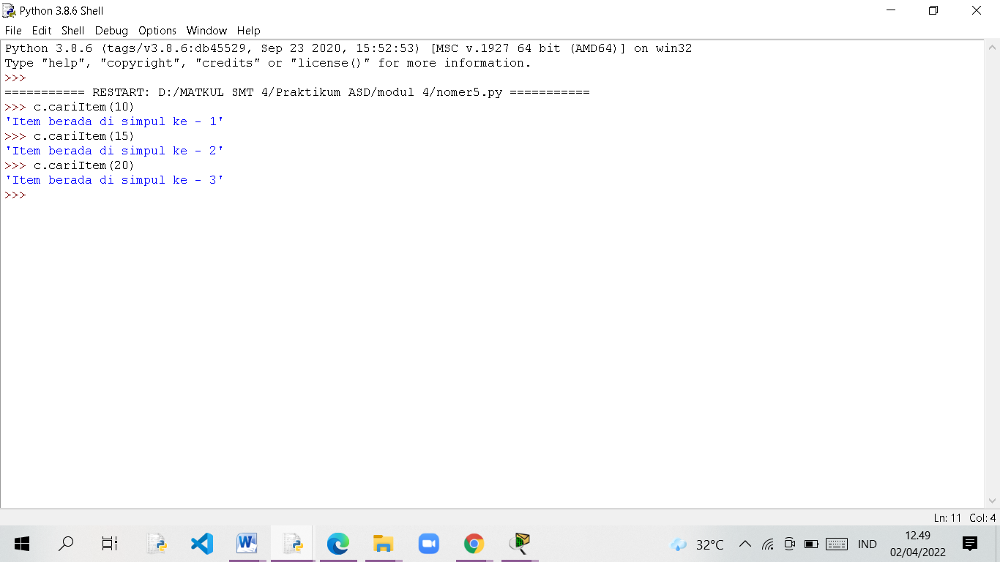 Python 3.8.6 Shell
File Edit Shell Debug Options Window Help
Python 3.8.6 (tags/v3.8.6:db45529, Sep 23 2020, 15:52:53) [MSC v.1927 64 bit (AMD64)] on win32
Type "help", "copyright", "credits" or "license()" for more information.
>>>
=========== RESTART: D:/MATKUL SMT 4/Praktikum ASD/modul 4/nomer5.py ===========
>>> c.cariItem(10)
'Item berada di simpul ke - 1'
>>> c.cariItem(15)
'Item berada di simpul ke - 2'
>>> c.cariItem(20)
'Item berada di simpul ke - 3'
>>>
Ln: 11 Col: 4
32°C
IND
12.49
02/04/2022